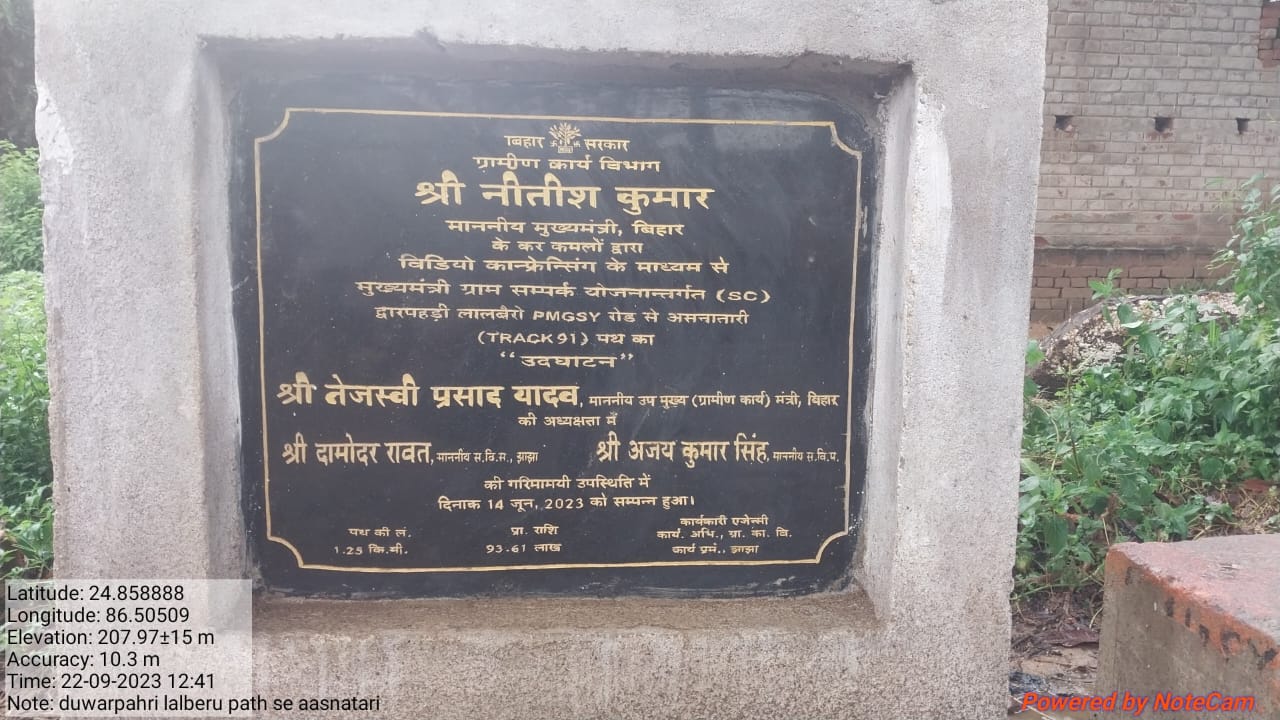 बिहार सरकार
ग्रामीण कार्य विभाग
श्री नीतीश कुमार
माननीय मुख्यमंत्री, बिहार
के कर कमलों द्वारा
विडियो कान्फ्रेन्सिंग के माध्यम से
मुख्यमंत्री ग्राम सम्पर्क योजनान्तर्गत (SC)
द्वारपहड़ी लालबैरो PMGSY रोड से असनातारी
(TRACK 91) पथ का
“उदघाटन”
श्री तेजस्वी प्रसाद यादव, माननीय उप मुख्य (ग्रामीण कार्य) मंत्री, बिहार
की अध्यक्षता में
श्री दामोदर रावत, माननीय स.वि.स., झाझा श्री अजय कुमार सिंह, माननीय स.वि.प.
की गरिमामयी उपस्थिति में
दिनाक 14 जून, 2023 को सम्पन्न हुआ।
पथ की लं. प्रा. राशि कार्यकारी एजेन्सी
कार्य. अभि., ग्रा. का. वि.
1.25 कि.मी. 93.61 लाख कार्य प्रमं., झाझा
Latitude: 24.858888
Longitude: 86.50509
Elevation: 207.97±15 m
Accuracy: 10.3 m
Time: 22-09-2023 12:41
Note: duwarpahri lalberu path se aasnatari
Powered by NoteCam